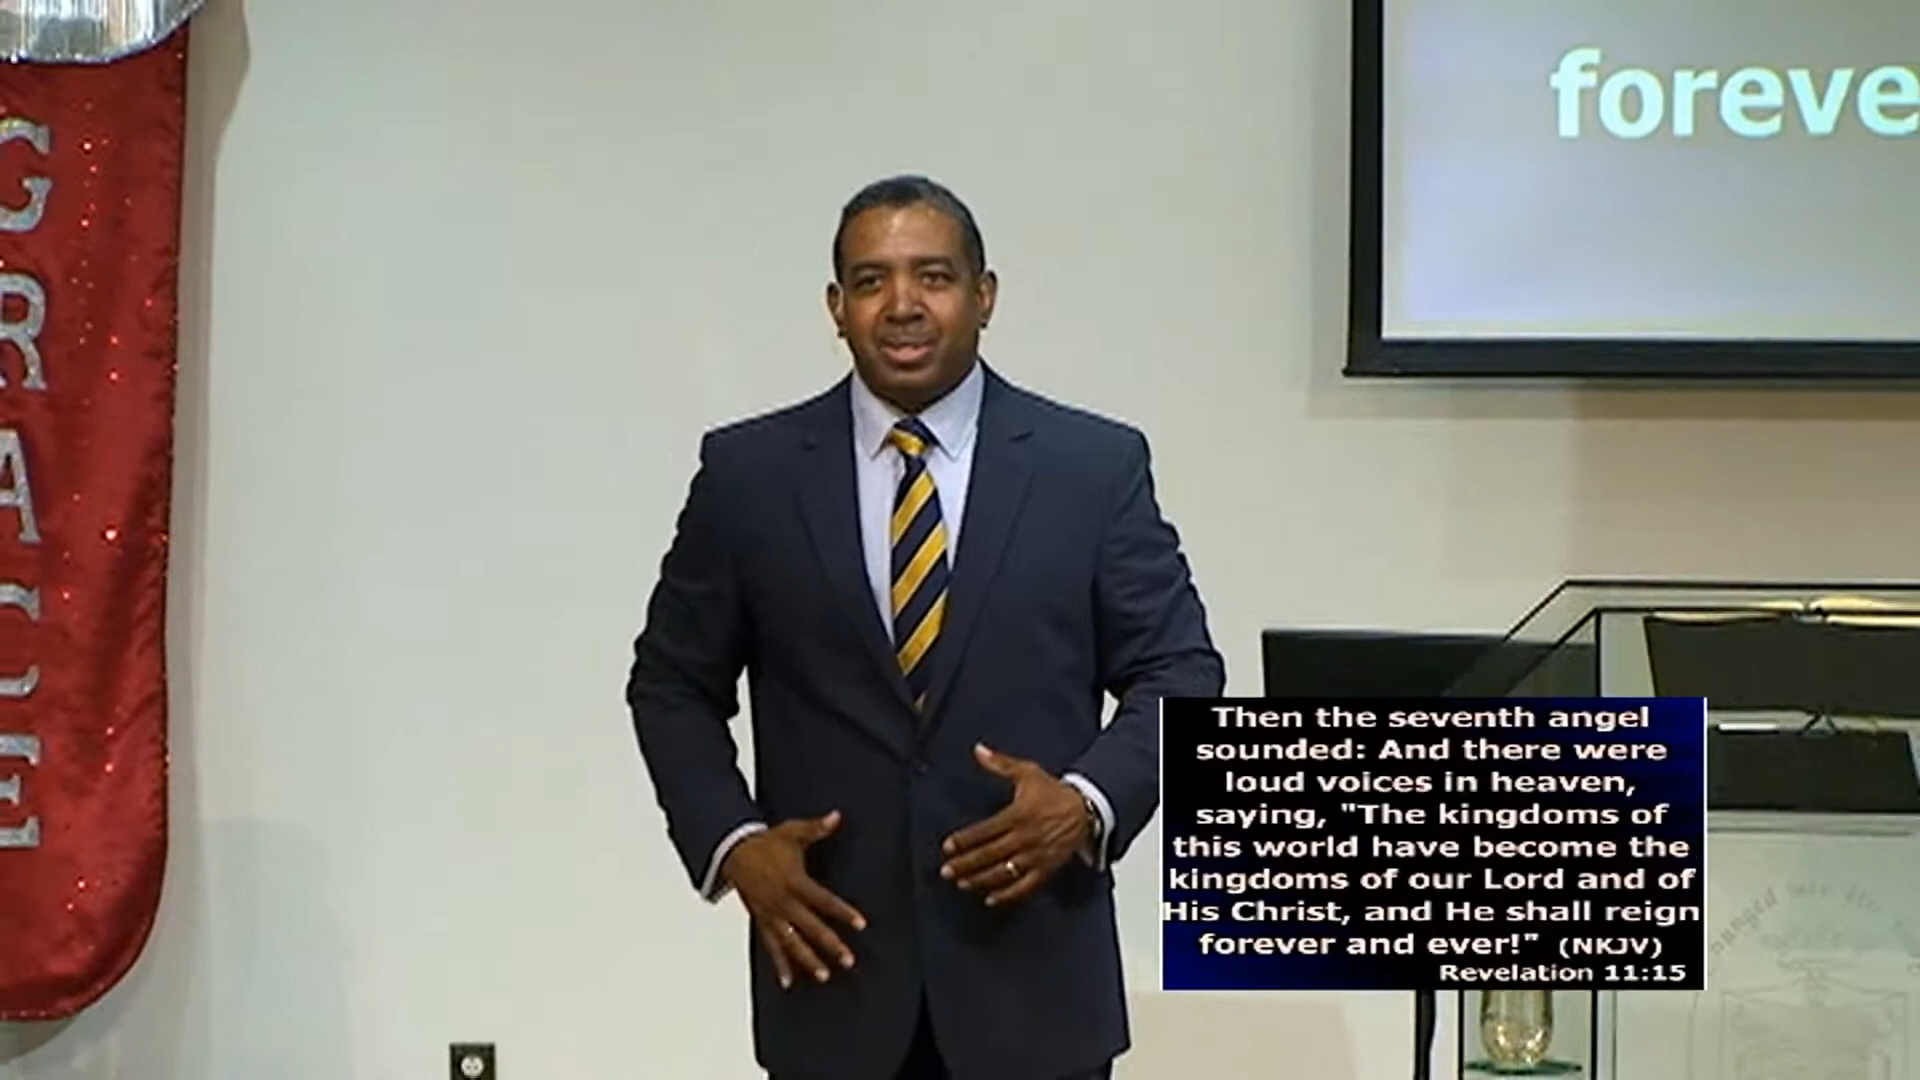 GRACE
foreve
Then the seventh angel
sounded: And there were
loud voices in heaven,
saying, "The kingdoms of
this world have become the
kingdoms of our Lord and of
His Christ, and He shall reign
forever and ever!" (NKJV)
Revelation 11:15